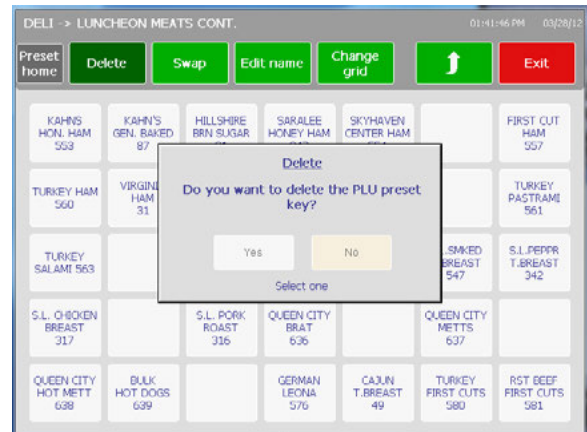 DELI -> LUNCHEON MEATS CONT.
01:41:46 PM 03/28/12
Preset home
Delete
Swap
Edit name
Change grid
Exit
KAHNS
HON. HAM
553
KAHN'S
GEN. BAKED
87
HILLSHIRE
BRN SUGAR
SARALEE
HONEY HAM
SKYHAVEN
CENTER HAM
FIRST CUT
HAM
557
Delete
Do you want to delete the PLU preset
key?
Yes
No
Select one
TURKEY HAM
560
HAM
31
TURKEY
PASTRAMI
561
TURKEY
SALAMI 563
BREAST
547
S.L.PEPPR
T.BREAST
342
S.L. CHICKEN
BREAST
317
S.L. PORK
ROAST
316
QUEEN CITY
BRAT
636
QUEEN CITY
METTS
637
QUEEN CITY
HOT METT
638
BULK
HOT DOGS
639
GERMAN
LEONA
576
CAJUN
T.BREAST
49
TURKEY
FIRST CUTS
580
RST BEEF
FIRST CUTS
581